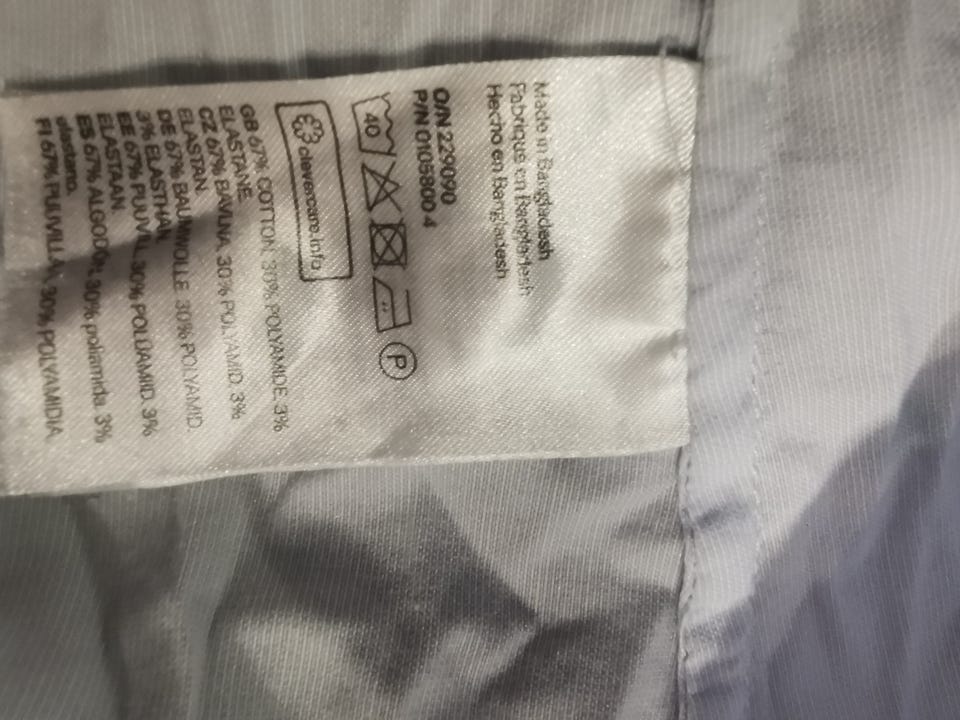 Made in Bangladesh
Fabriqué en Bangladesh
Hecho en Bangladesh
O/N 229090
P/N 0105800 4
40
P
clevercare.info
GB 67% COTTON. 30% POLYAMIDE. 3%
ELASTANE.
CZ 67% BAVLNA 30% POLYAMID. 3%
ELASTAN.
DE 67% BAUMWOLLE 30% POLYAMID.
3% ELASTHAN.
EE 67% PUUVILL. 30% POLÜAMIID. 3%
ELASTAAN.
ES 67% ALGODÓN. 30% poliamida. 3%
elastano.
FI 67% PUUVILLA. 30% POLYAMIDIA.